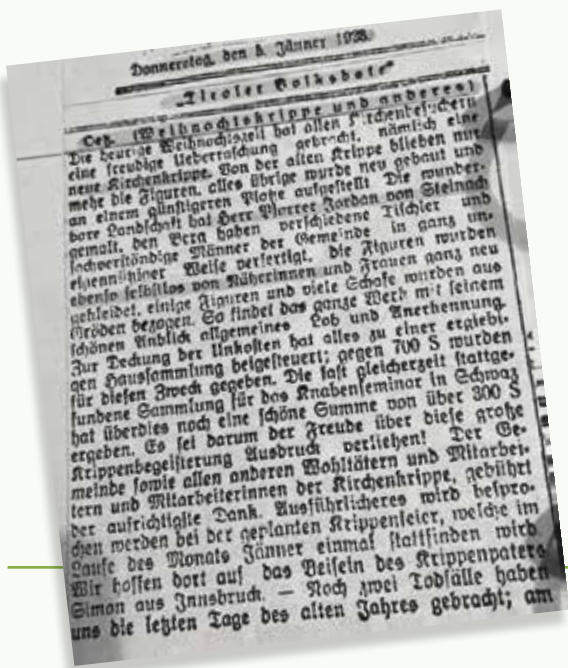 Donnerstag, den 5. Jänner 1928.
„Tiroler Volksbote"
Oetz. (Weihnachtskrippe und anderes)
Die heurige Weihnachtszeit hat allen Kirchenbesuchern
eine freudige Ueberraschung gebracht, nämlich eine
neue Kirchenkrippe. Von der alten Krippe blieben nur
mehr die Figuren, alles übrige wurde neu gebaut und
an einem günstigeren Platze aufgestellt. Die wunder-
bare Landschaft hat Herr Pfarrer Jordan von Steinach
gemalt, den Berg haben verschiedene Tischler und
sachverständige Männer der Gemeinde in ganz un-
eigennütziger Weise verfertigt, die Figuren wurden
ebenso selbstlos von Näherinnen und Frauen ganz neu
gekleidet, einige Figuren und viele Schafe wurden aus
Gröden bezogen. So findet das ganze Werk mit seinem
schönen Anblick allgemeines Lob und Anerkennung.
Zur Deckung der Unkosten hat alles zu einer ergiebi-
gen Haussammlung beigesteuert; gegen 700 S wurden
für diesen Zweck gegeben. Die fast gleicherzeit stattge-
fundene Sammlung für das Knabenseminar in Schwaz
hat überdies noch eine schöne Summe von über 300 S
ergeben. Es sei darum der Freude über diese große
Krippenbegeisterung Ausdruck verliehen! Der Ge-
meinde sowie allen anderen Wohltätern und Mitarbei-
tern und Mitarbeiterinnen der Kirchenkrippe, gebührt
der aufrichtigste Dank. Ausführlicheres wird bespro-
chen werden bei der geplanten Krippenfeier, welche im
Laufe des Monats Jänner einmal stattfinden wird.
Wir hoffen dort auf das Beisein des Krippenpaters
Simon aus Innsbruck. — Noch zwei Todfälle haben
uns die letzten Tage des alten Jahres gebracht; am